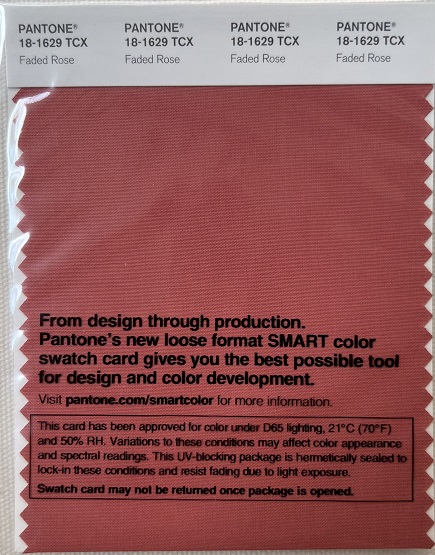 PANTONE® PANTONE® PANTONE® PANTONE®
18-1629 TCX 18-1629 TCX 18-1629 TCX 18-1629 TCX
Faded Rose Faded Rose Faded Rose Faded Rose
From design through production.
Pantone's new loose format SMART color
swatch card gives you the best possible tool
for design and color development.
Visit pantone.com/smartcolor for more information.
This card has been approved for color under D65 lighting, 21°C (70°F)
and 50% RH. Variations to these conditions may affect color appearance
and spectral readings. This UV-blocking package is hermetically sealed to
lock-in these conditions and resist fading due to light exposure.
Swatch card may not be returned once package is opened.